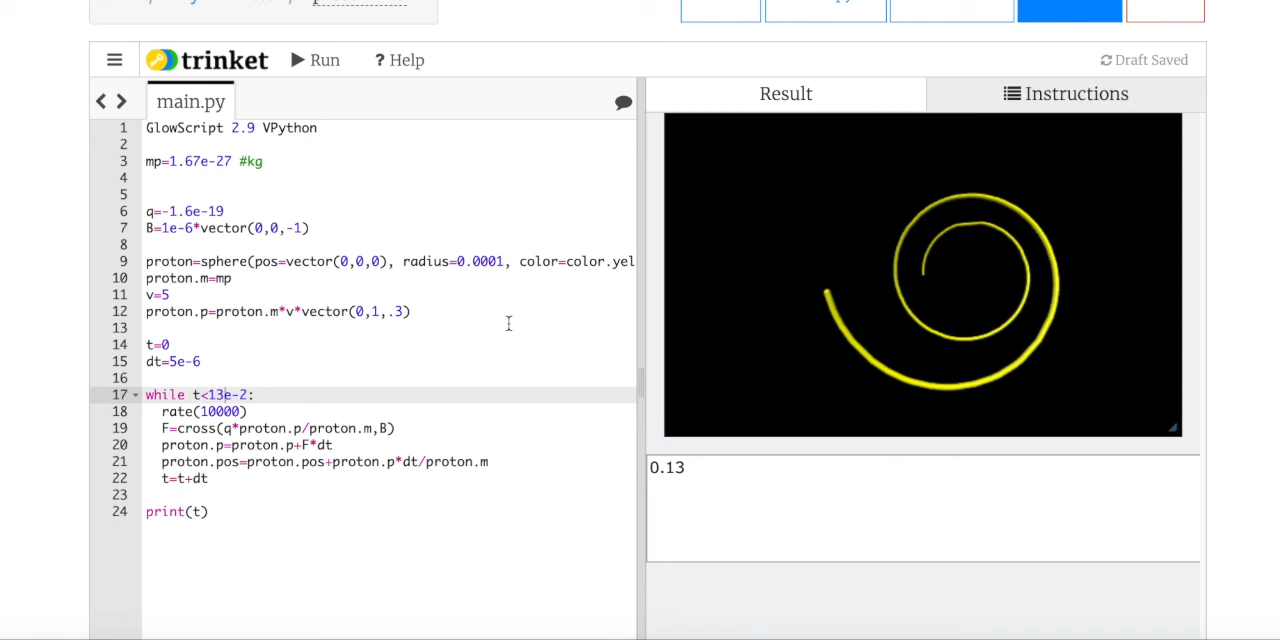 trinket
Run
? Help
Draft Saved
main.py
Result
Instructions
1 GlowScript 2.9 VPython
2
3 mp=1.67e-27 #kg
4
5
6 q=-1.6e-19
7 B=1e-6*vector(0,0,-1)
8
9 proton=sphere(pos=vector(0,0,0), radius=0.0001, color=color.yel
10 proton.m=mp
11 v=5
12 proton.p=proton.m*v*vector(0,1,.3)
13
14 t=0
15 dt=5e-6
16
17 while t<13e-2:
18 rate(10000)
19 F=cross(q*proton.p/proton.m,B)
20 proton.p=proton.p+F*dt
21 proton.pos=proton.pos+proton.p*dt/proton.m
22 t=t+dt
23
24 print(t)
0.13